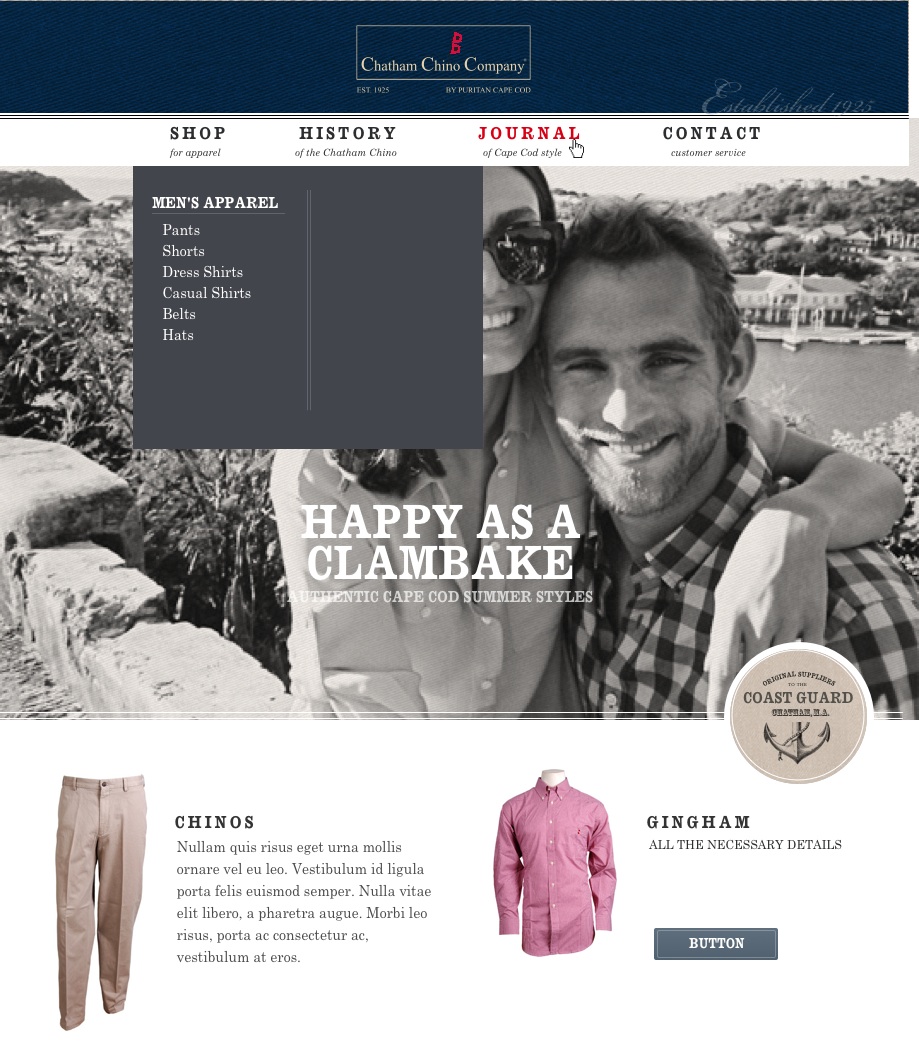 Chatham Chino Company
EST. 1925
BY PURITAN CAPE COD
Established 1925
SHOP
for apparel
HISTORY
of the Chatham Chino
JOURNAL
of Cape Cod style
CONTACT
customer service
MEN'S APPAREL
Pants
Shorts
Dress Shirts
Casual Shirts
Belts
Hats
HAPPY AS A
CLAMBAKE
AUTHENTIC CAPE COD SUMMER STYLES
ORIGINAL SUPPLIERS
TO THE
COAST GUARD
CHATHAM, M.A.
CHINOS
Nullam quis risus eget urna mollis
ornare vel eu leo. Vestibulum id ligula
porta felis euismod semper. Nulla vitae
elit libero, a pharetra augue. Morbi leo
risus, porta ac consectetur ac,
vestibulum at eros.
GINGHAM
ALL THE NECESSARY DETAILS
BUTTON